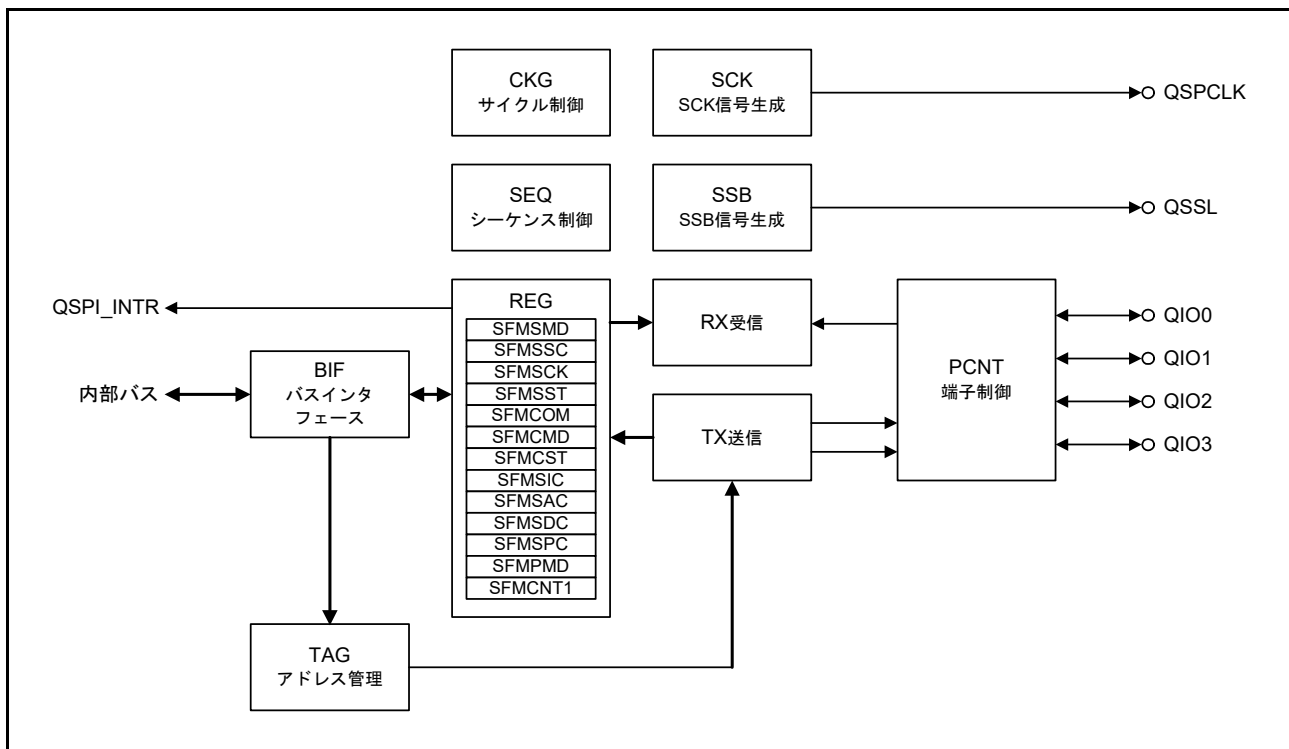 CKG
サイクル制御
SCK
SCK信号生成
QSPCLK
SEQ
シーケンス制御
SSB
SSB信号生成
QSSL
QSPI_INTR
REG
SFMSMD
SFMSSC
SFMSCK
SFMSST
SFMCOM
SFMCMD
SFMCST
SFMSIC
SFMSAC
SFMSDC
SFMSPC
SFMPMD
SFMCNT1
RX受信
PCNT
端子制御
QIO0
QIO1
QIO2
QIO3
内部バス
BIF
バスインタ
フェース
TX送信
TAG
アドレス管理